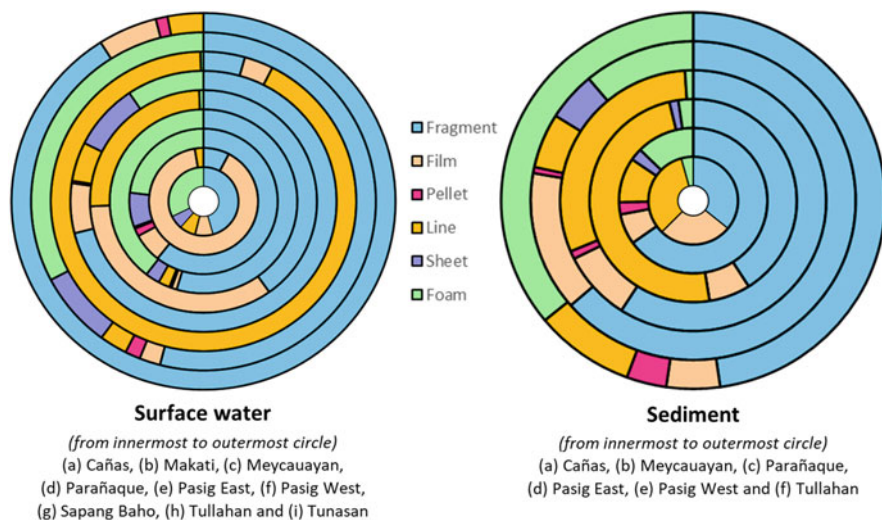 Fragment
Film
Pellet
Line
Sheet
Foam
Surface water
(from innermost to outermost circle)
(a) Cañas, (b) Makati, (c) Meycauayan,
(d) Parañaque, (e) Pasig East, (f) Pasig West,
(g) Sapang Baho, (h) Tullahan and (i) Tunasan
Sediment
(from innermost to outermost circle)
(a) Cañas, (b) Meycauayan, (c) Parañaque,
(d) Pasig East, (e) Pasig West and (f) Tullahan